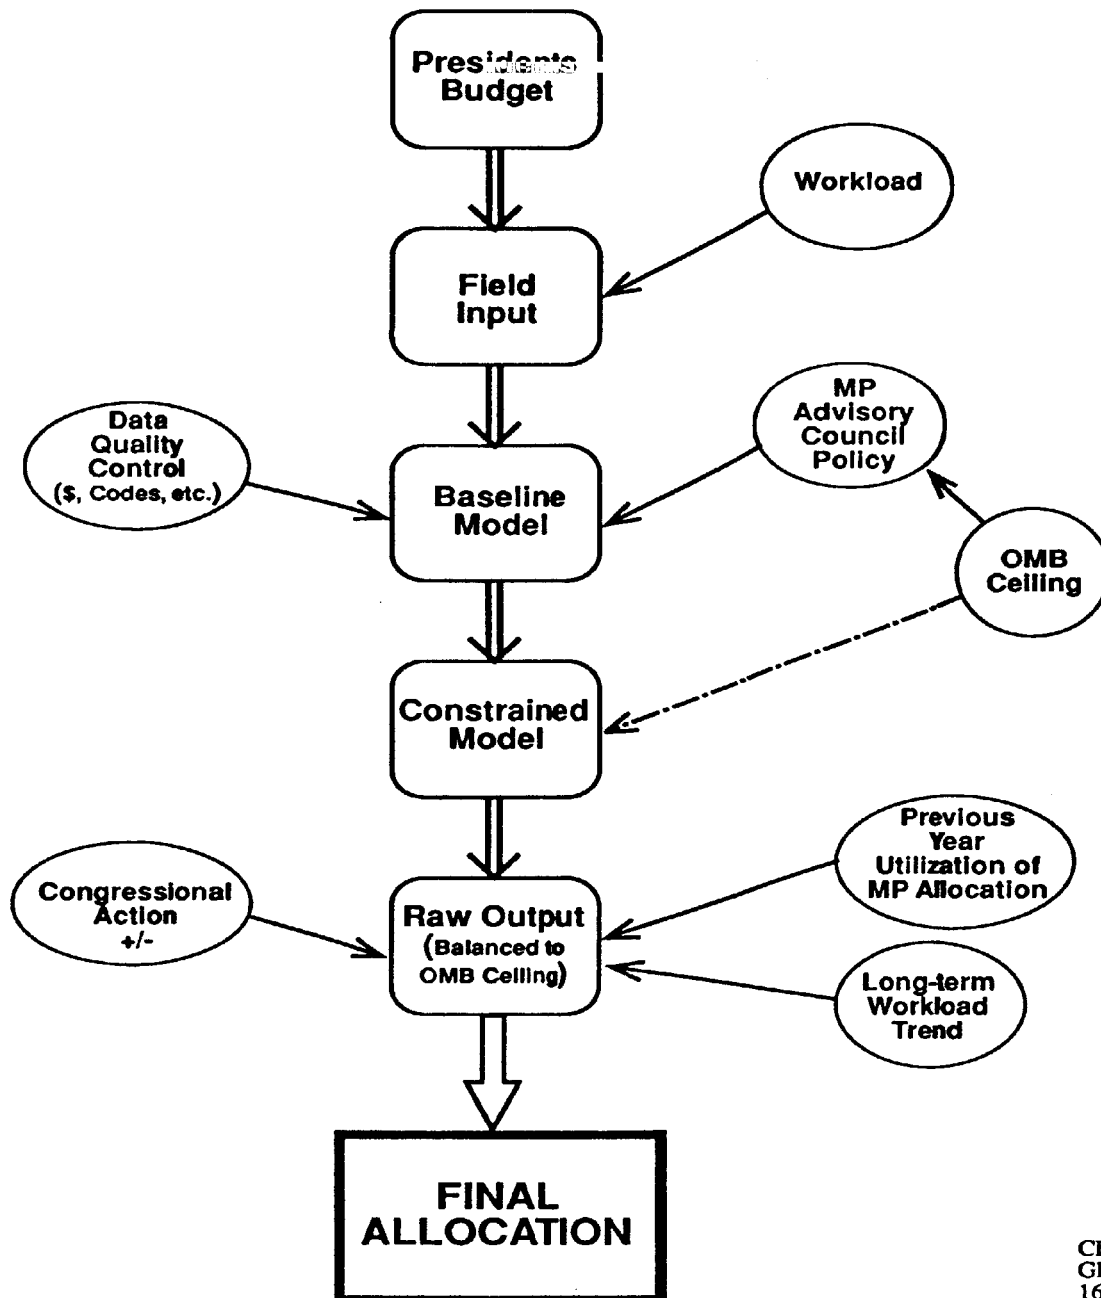 Presidents
Budget
Workload
Field
Input
MP
Advisory
Council
Policy
Data
Quality
Control
($, Codes, etc.)
Baseline
Model
OMB
Ceiling
Constrained
Model
Previous
Year
Utilization of
MP Allocation
Congressional
Action
+/-
Raw Output
(Balanced to
OMB Ceiling)
Long-term
Workload
Trend
FINAL
ALLOCATION